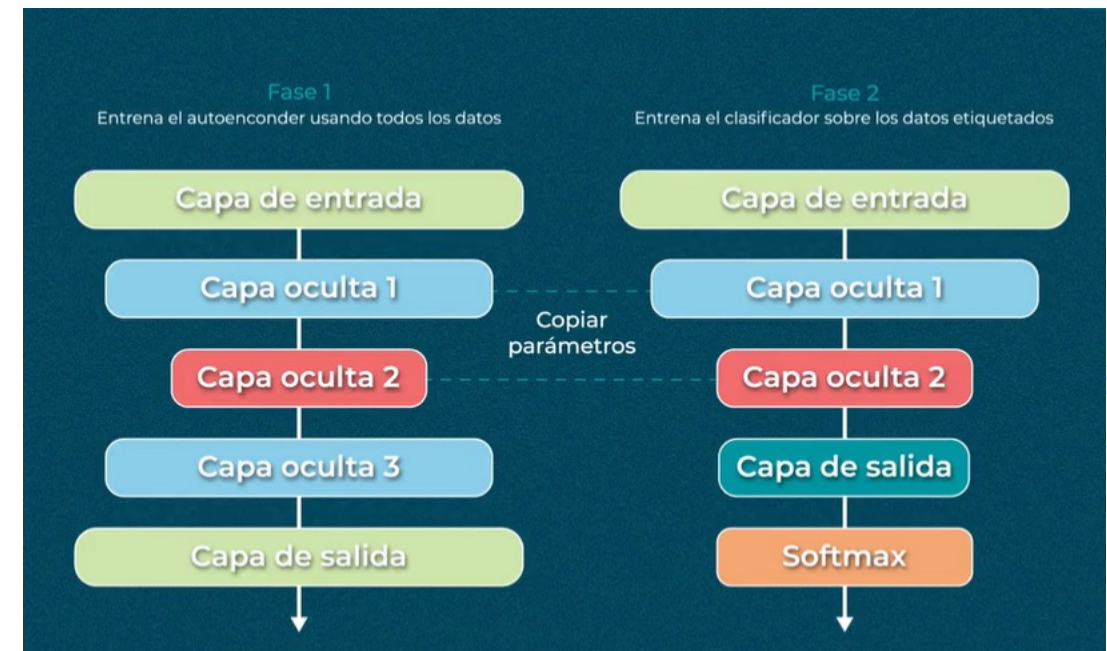 Fase 1
Entrena el autoenconder usando todos los datos
Capa de entrada
Capa oculta 1
Capa oculta 2
Capa oculta 3
Capa de salida
Copiar
parámetros
Fase 2
Entrena el clasificador sobre los datos etiquetados
Capa de entrada
Capa oculta 1
Capa oculta 2
Capa de salida
Softmax